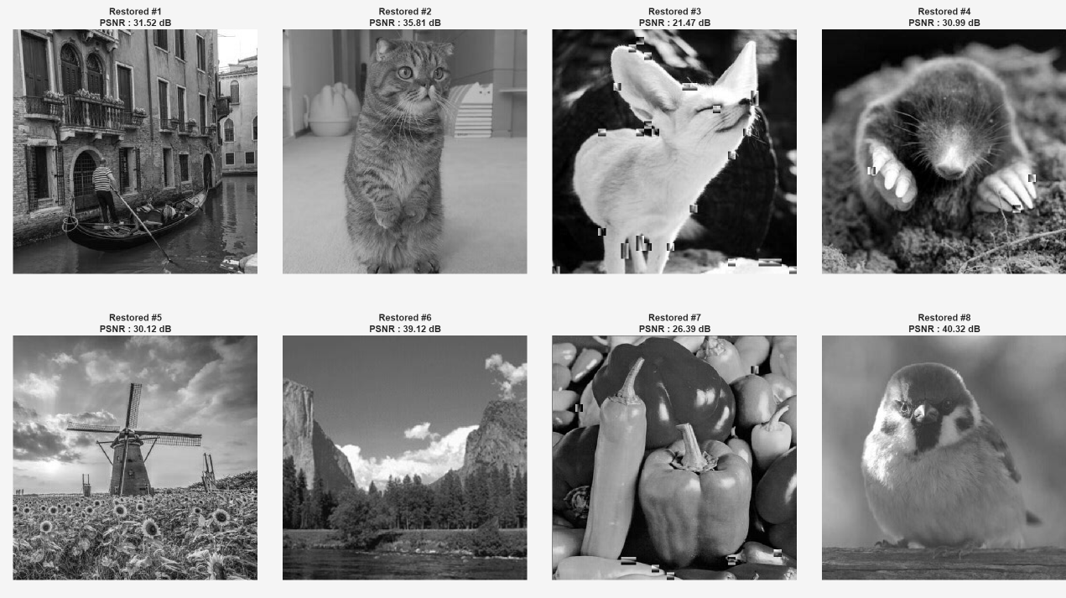 Restored #1
PSNR : 31.52 dB
Restored #2
PSNR : 35.81 dB
Restored #3
PSNR : 21.47 dB
Restored #4
PSNR : 30.99 dB
Restored #5
PSNR : 30.12 dB
Restored #6
PSNR : 39.12 dB
Restored #7
PSNR : 26.39 dB
Restored #8
PSNR : 40.32 dB